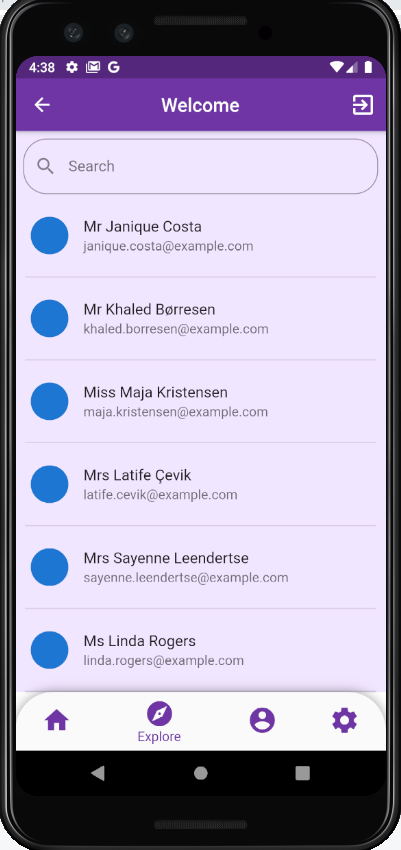 4:38
Welcome
Search
Mr Janique Costa
janique.costa@example.com
Mr Khaled Børresen
khaled.borresen@example.com
Miss Maja Kristensen
maja.kristensen@example.com
Mrs Latife Çevik
latife.cevik@example.com
Mrs Sayenne Leendertse
sayenne.leendertse@example.com
Ms Linda Rogers
linda.rogers@example.com
Explore